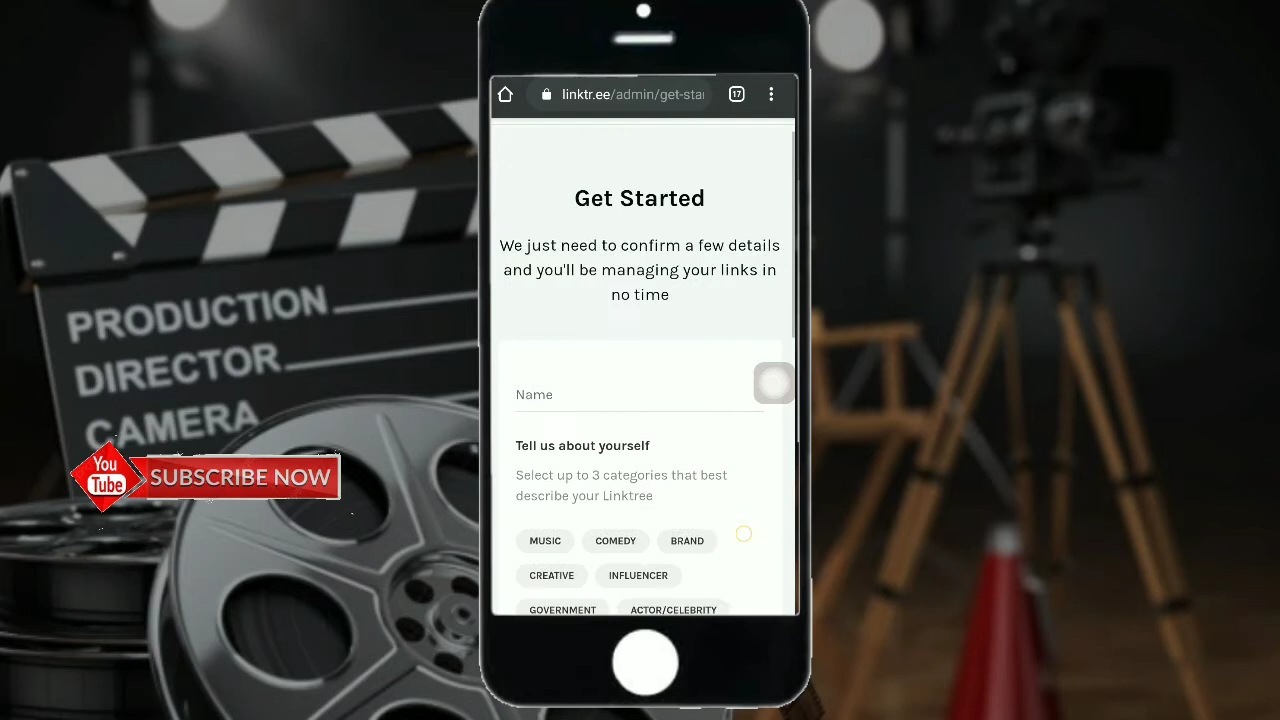 PRODUCTION
DIRECTOR
CAMERA
You
Tube
SUBSCRIBE NOW
linktr.ee/admin/get-star
17
Get Started
We just need to confirm a few details
and you'll be managing your links in
no time
Name
Tell us about yourself
Select up to 3 categories that best
describe your Linktree
MUSIC COMEDY BRAND
CREATIVE INFLUENCER
GOVERNMENT ACTOR/CELEBRITY